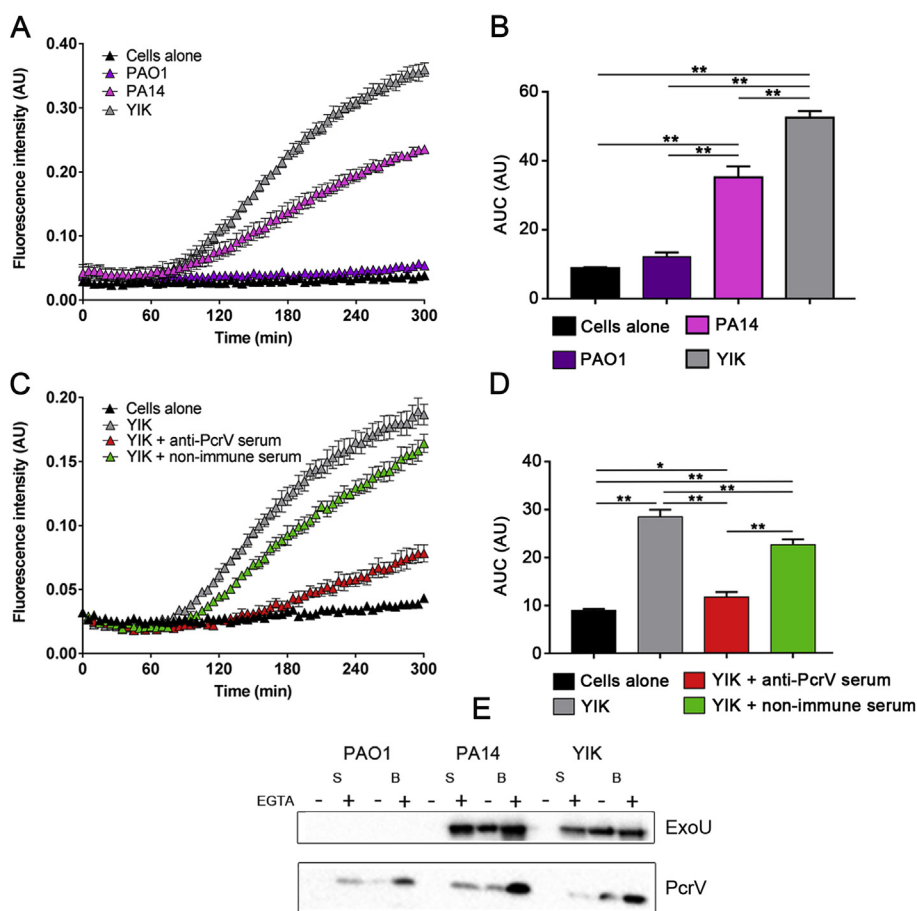 A
Fluorescence intensity (AU)
0.40
0.30
0.20
0.10
0.00
0
60
120
180
240
300
Time (min)
Cells alone
PAO1
PA14
YIK
B
AUC (AU)
60
40
20
0
**
**
**
**
**
Cells alone
PA14
PAO1
YIK
C
Fluorescence intensity (AU)
0.20
0.15
0.10
0.05
0.00
0
60
120
180
240
300
Time (min)
Cells alone
YIK
YIK + anti-PcrV serum
YIK + non-immune serum
D
AUC (AU)
40
30
20
10
0
*
**
**
**
**
**
Cells alone
YIK + anti-PcrV serum
YIK
YIK + non-immune serum
E
PAO1 PA14 YIK
S B S B S B
EGTA - + - + - + - + - + - +
ExoU
PcrV